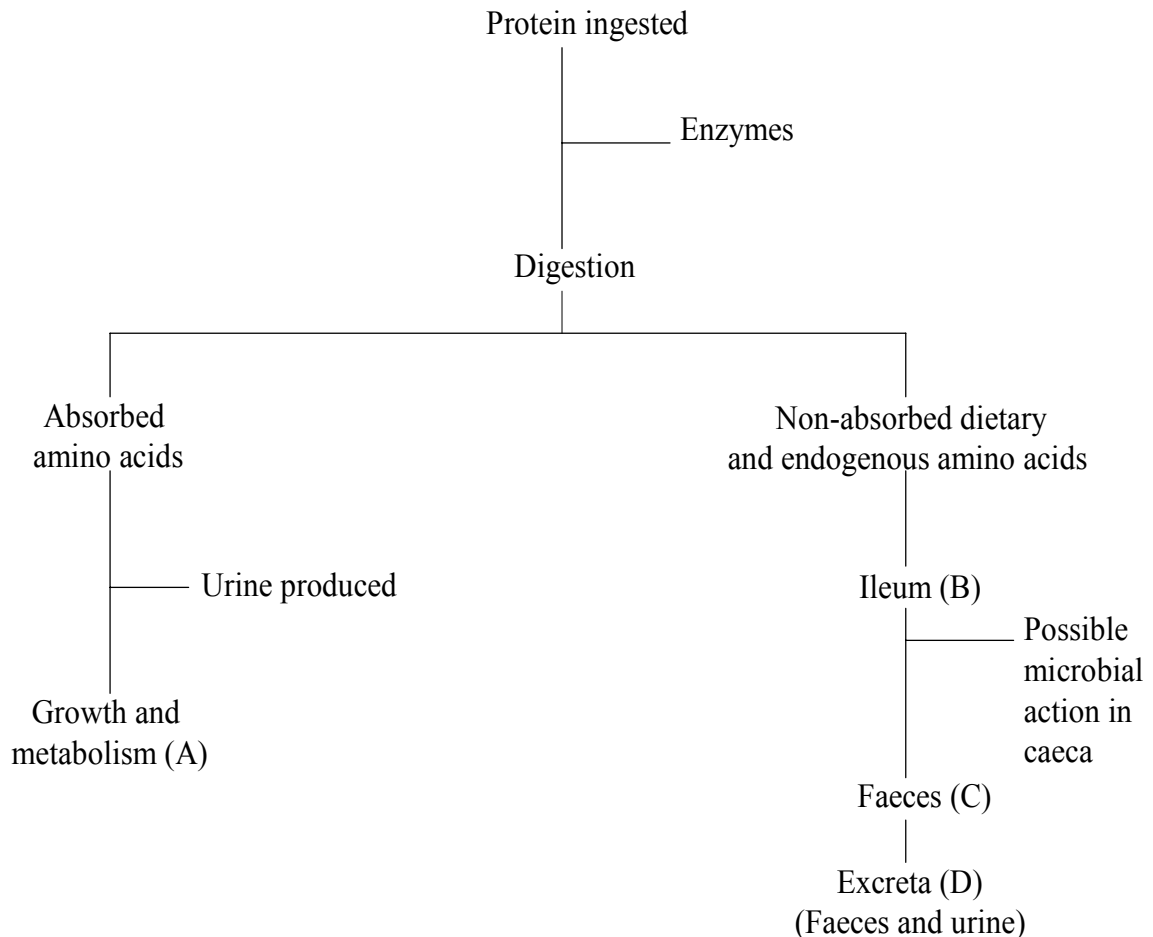 Protein ingested
Enzymes
Digestion
Absorbed
amino acids
Non-absorbed dietary
and endogenous amino acids
Urine produced
Ileum (B)
Possible
microbial
action in
caeca
Growth and
metabolism (A)
Faeces (C)
Excreta (D)
(Faeces and urine)